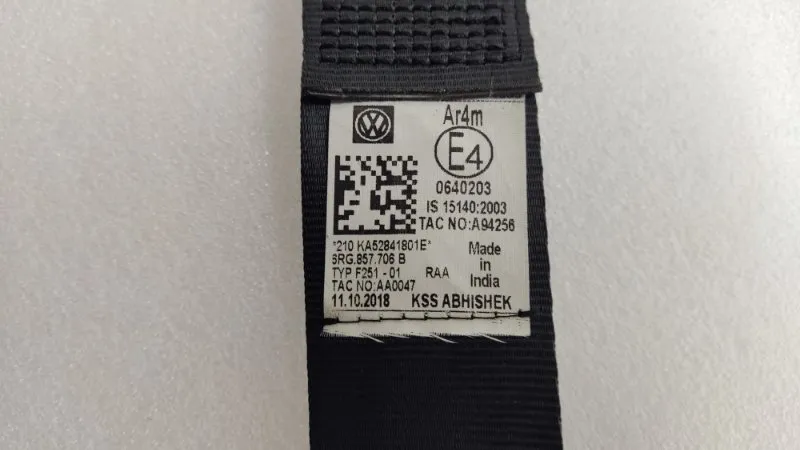 Ar4m
E4
0640203
IS 15140:2003
TAC NO:A94256
*210 KA52841801E*
6RG.857.706 B
TYP F251 - 01 RAA
TAC NO:AA0047
Made
in
India
11.10.2018 KSS ABHISHEK